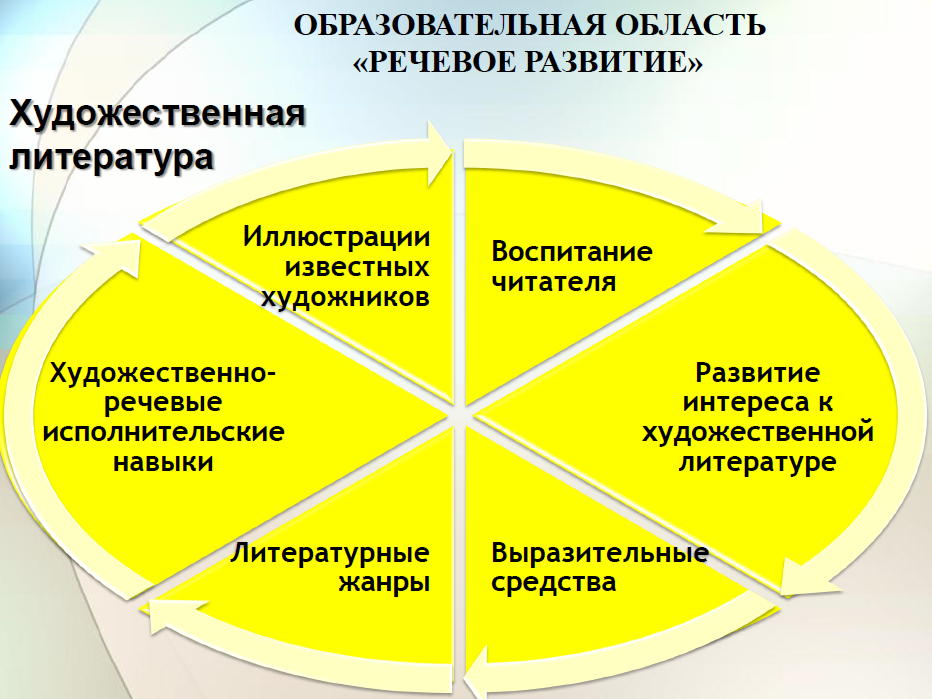 ОБРАЗОВАТЕЛЬНАЯ ОБЛАСТЬ
«РЕЧЕВОЕ РАЗВИТИЕ»
Художественная
литература
Иллюстрации
известных
художников
Воспитание
читателя
Художественно-
речевые
исполнительские
навыки
Развитие
интереса к
художественной
литературе
Литературные
жанры
Выразительные
средства